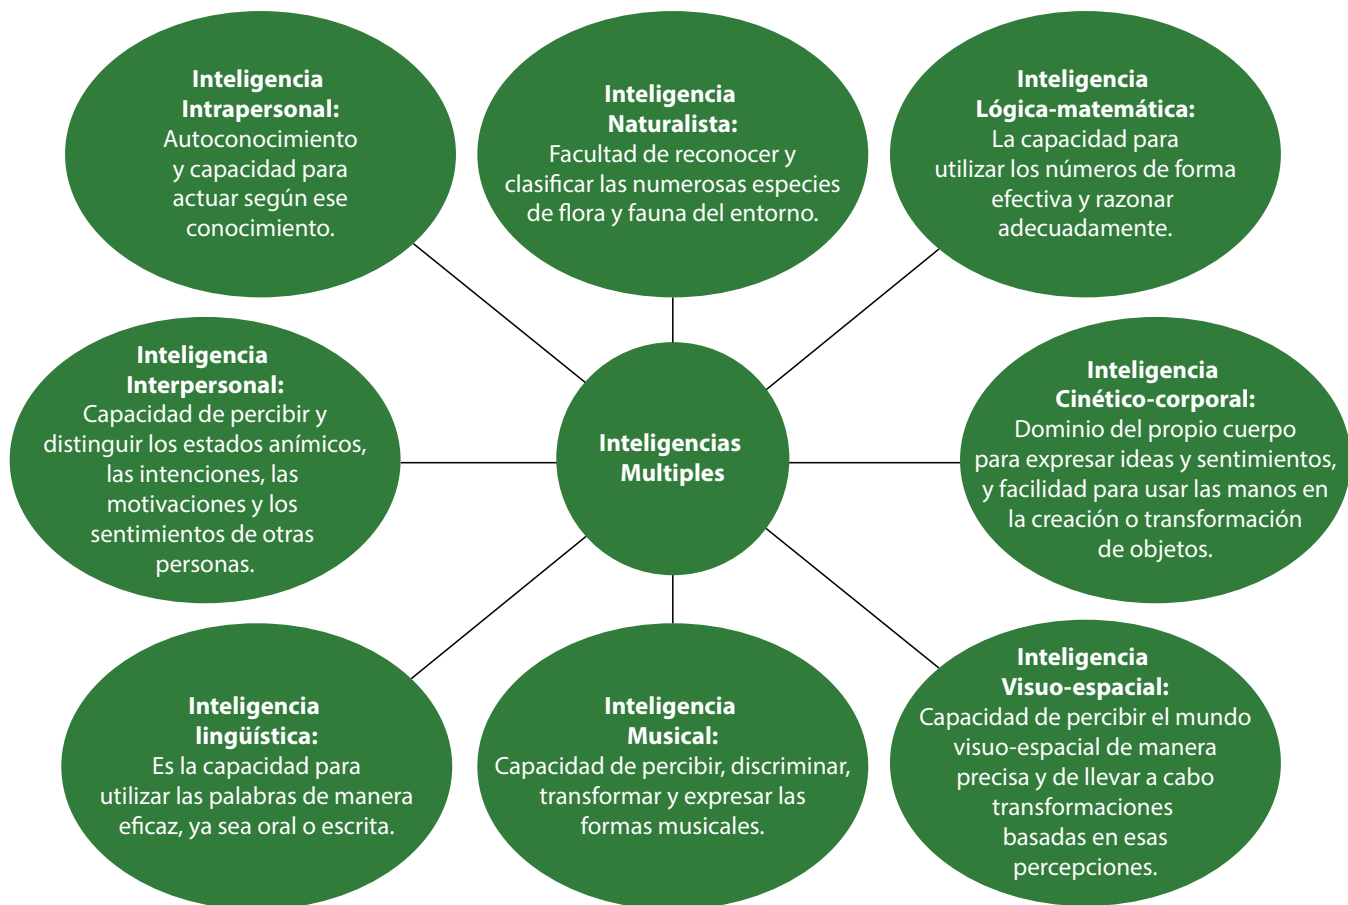 Inteligencia
Intrapersonal:
Autoconocimiento
y capacidad para
actuar según ese
conocimiento.
Inteligencia
Naturalista:
Facultad de reconocer y
clasificar las numerosas especies
de flora y fauna del entorno.
Inteligencia
Lógica-matemática:
La capacidad para
utilizar los números de forma
efectiva y razonar
adecuadamente.
Inteligencia
Interpersonal:
Capacidad de percibir y
distinguir los estados anímicos,
las intenciones, las
motivaciones y los
sentimientos de otras
personas.
Inteligencias
Multiples
Inteligencia
Cinético-corporal:
Dominio del propio cuerpo
para expresar ideas y sentimientos,
y facilidad para usar las manos en
la creación o transformación
de objetos.
Inteligencia
lingüística:
Es la capacidad para
utilizar las palabras de manera
eficaz, ya sea oral o escrita.
Inteligencia
Musical:
Capacidad de percibir, discriminar,
transformar y expresar las
formas musicales.
Inteligencia
Visuo-espacial:
Capacidad de percibir el mundo
visuo-espacial de manera
precisa y de llevar a cabo
transformaciones
basadas en esas
percepciones.